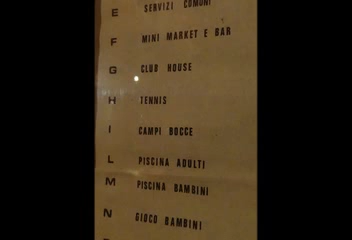 E SERVIZI COMUNI
F MINI MARKET E BAR
G CLUB HOUSE
H TENNIS
I CAMPI BOCCE
L PISCINA ADULTI
M PISCINA BAMBINI
N GIOCO BAMBINI